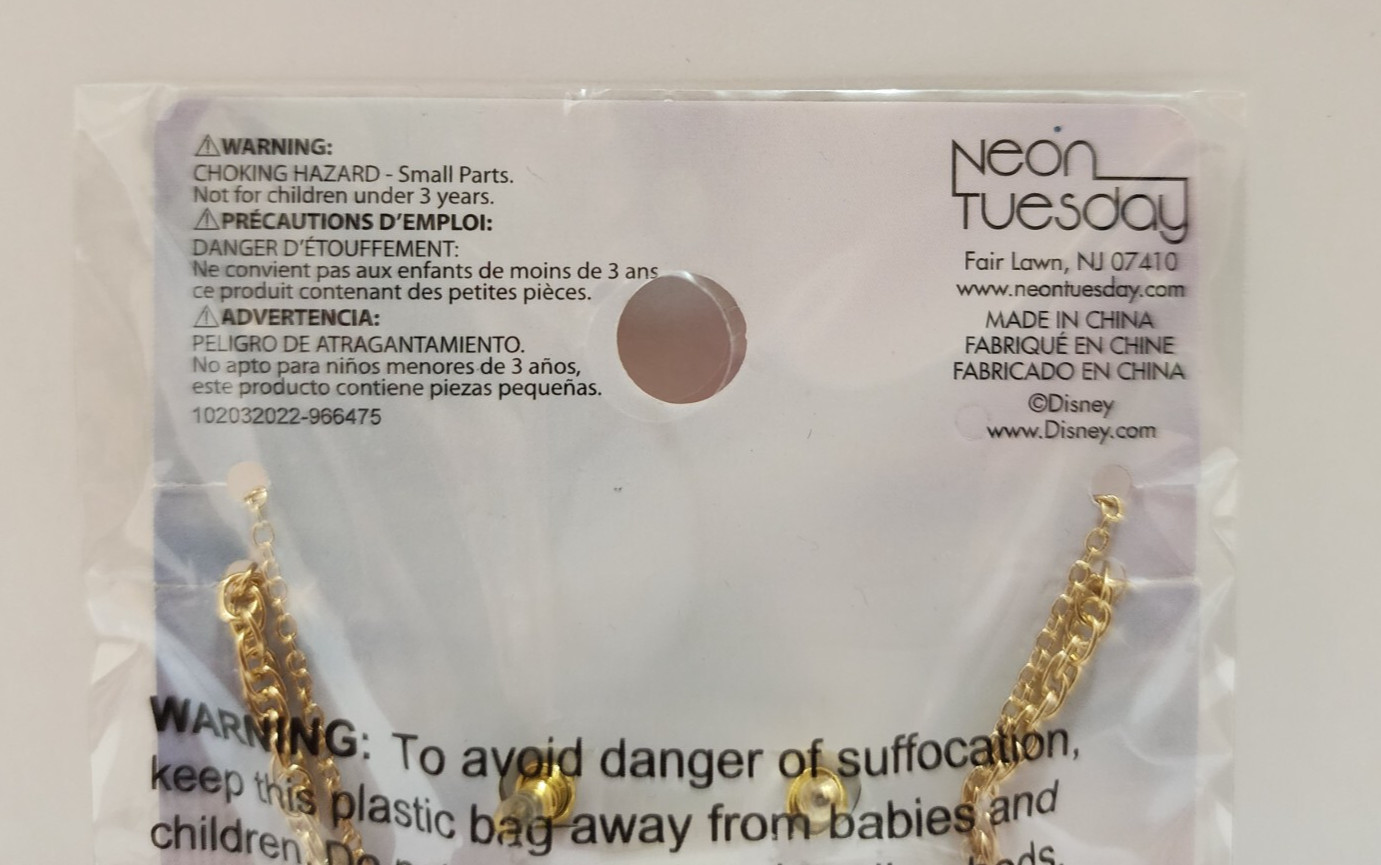 ⚠WARNING:
CHOKING HAZARD - Small Parts.
Not for children under 3 years.
⚠PRÉCAUTIONS D'EMPLOI:
DANGER D'ÉTOUFFEMENT:
Ne convient pas aux enfants de moins de 3 ans
ce produit contenant des petites pièces.
⚠ADVERTENCIA:
PELIGRO DE ATRAGANTAMIENTO.
No apto para niños menores de 3 años,
este producto contiene piezas pequeñas.
102032022-966475
Neon
Tuesday
Fair Lawn, NJ 07410
www.neontuesday.com
MADE IN CHINA
FABRIQUÉ EN CHINE
FABRICADO EN CHINA
©Disney
www.Disney.com
WARNING: To avoid danger of suffocation,
keep this plastic bag away from babies and
children. Do